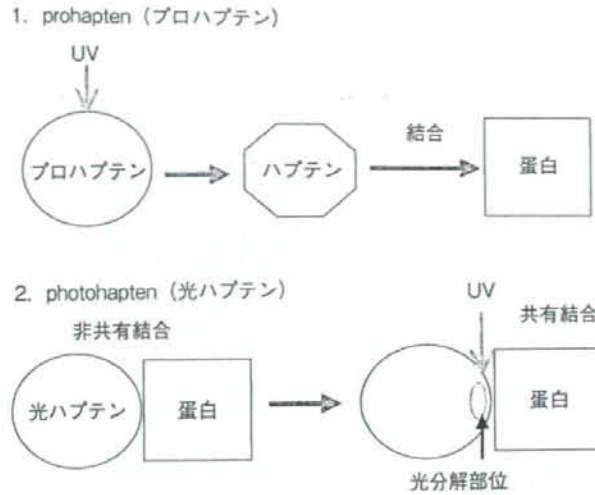 1. prohapten（プロハプテン）
UV
プロハプテン
ハプテン
結合
蛋白
2. photohapten（光ハプテン）
非共有結合
光ハプテン
蛋白
UV
共有結合
蛋白
光分解部位